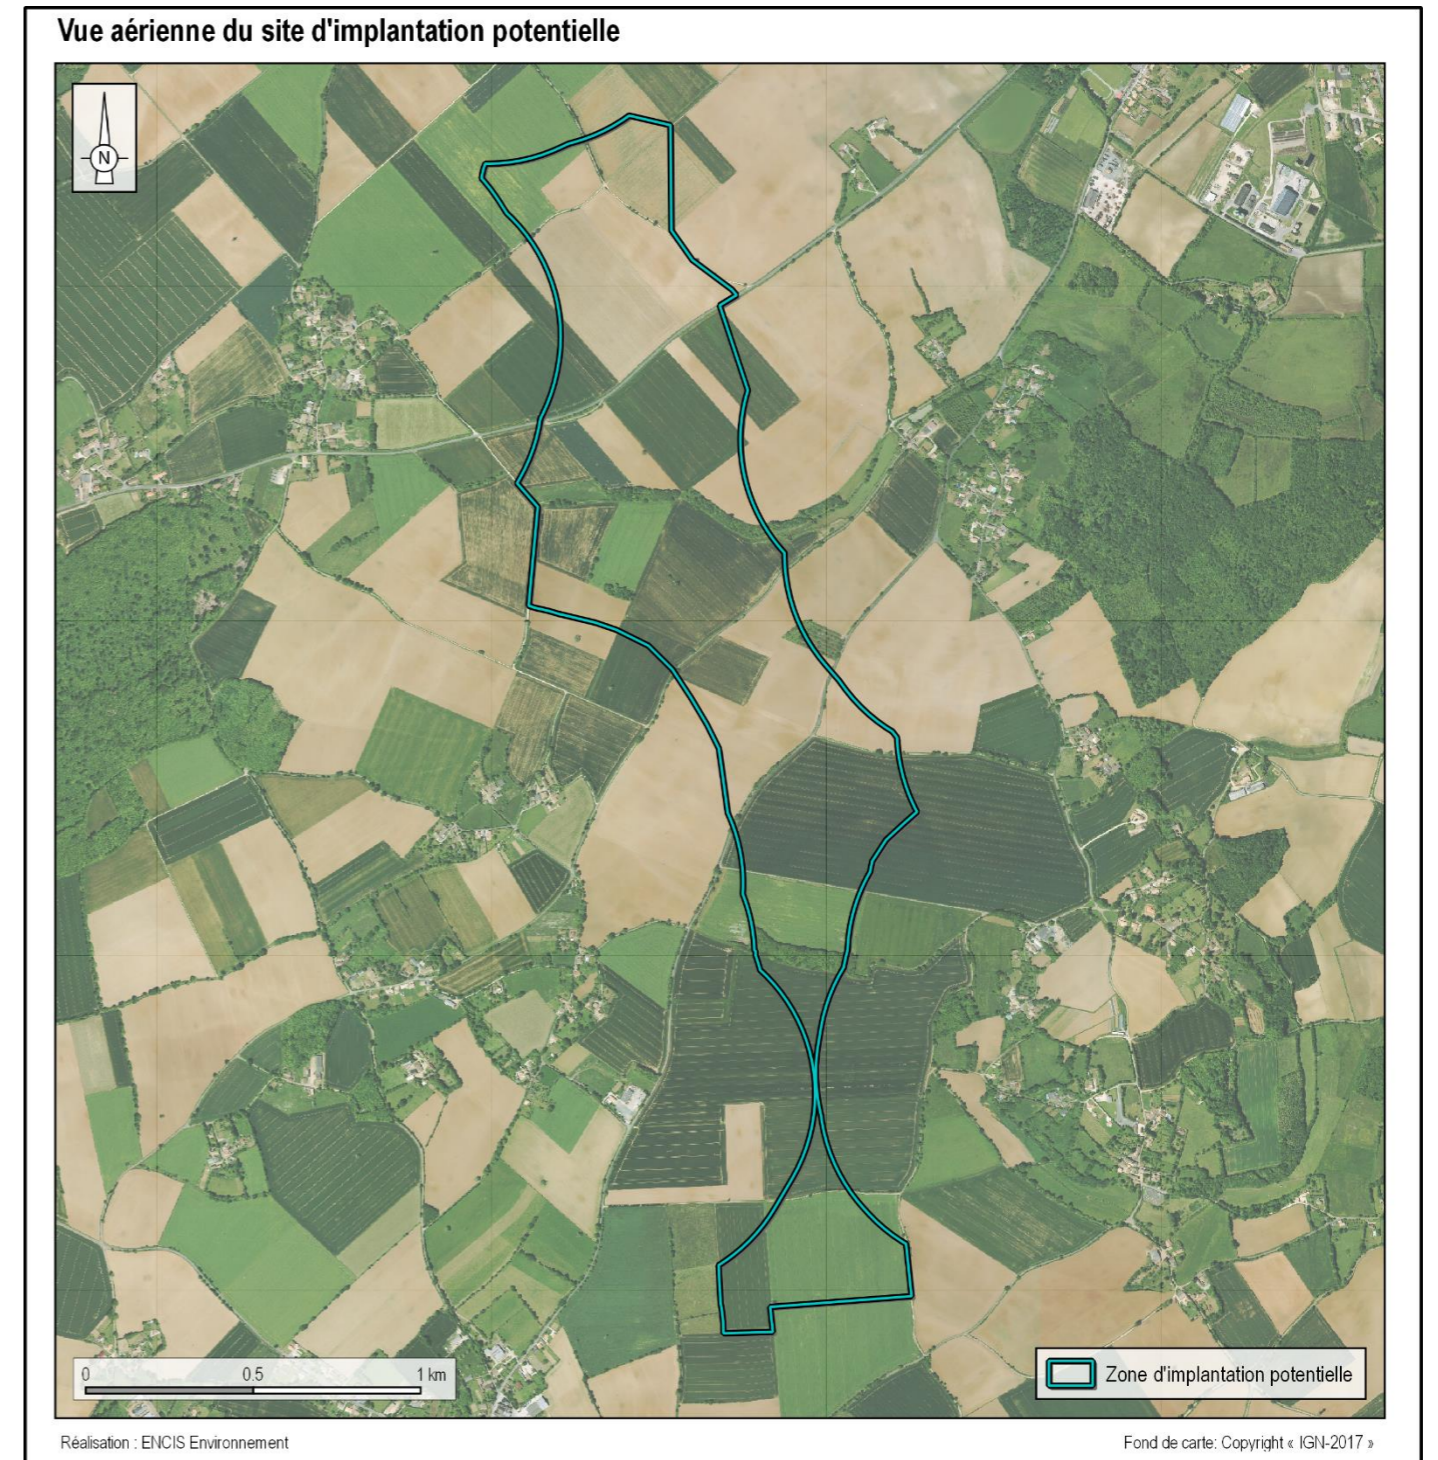 Vue aérienne du site d'implantation potentielle
N
0 0.5 1 km
Zone d'implantation potentielle
Réalisation : ENCIS Environnement
Fond de carte: Copyright « IGN-2017 »